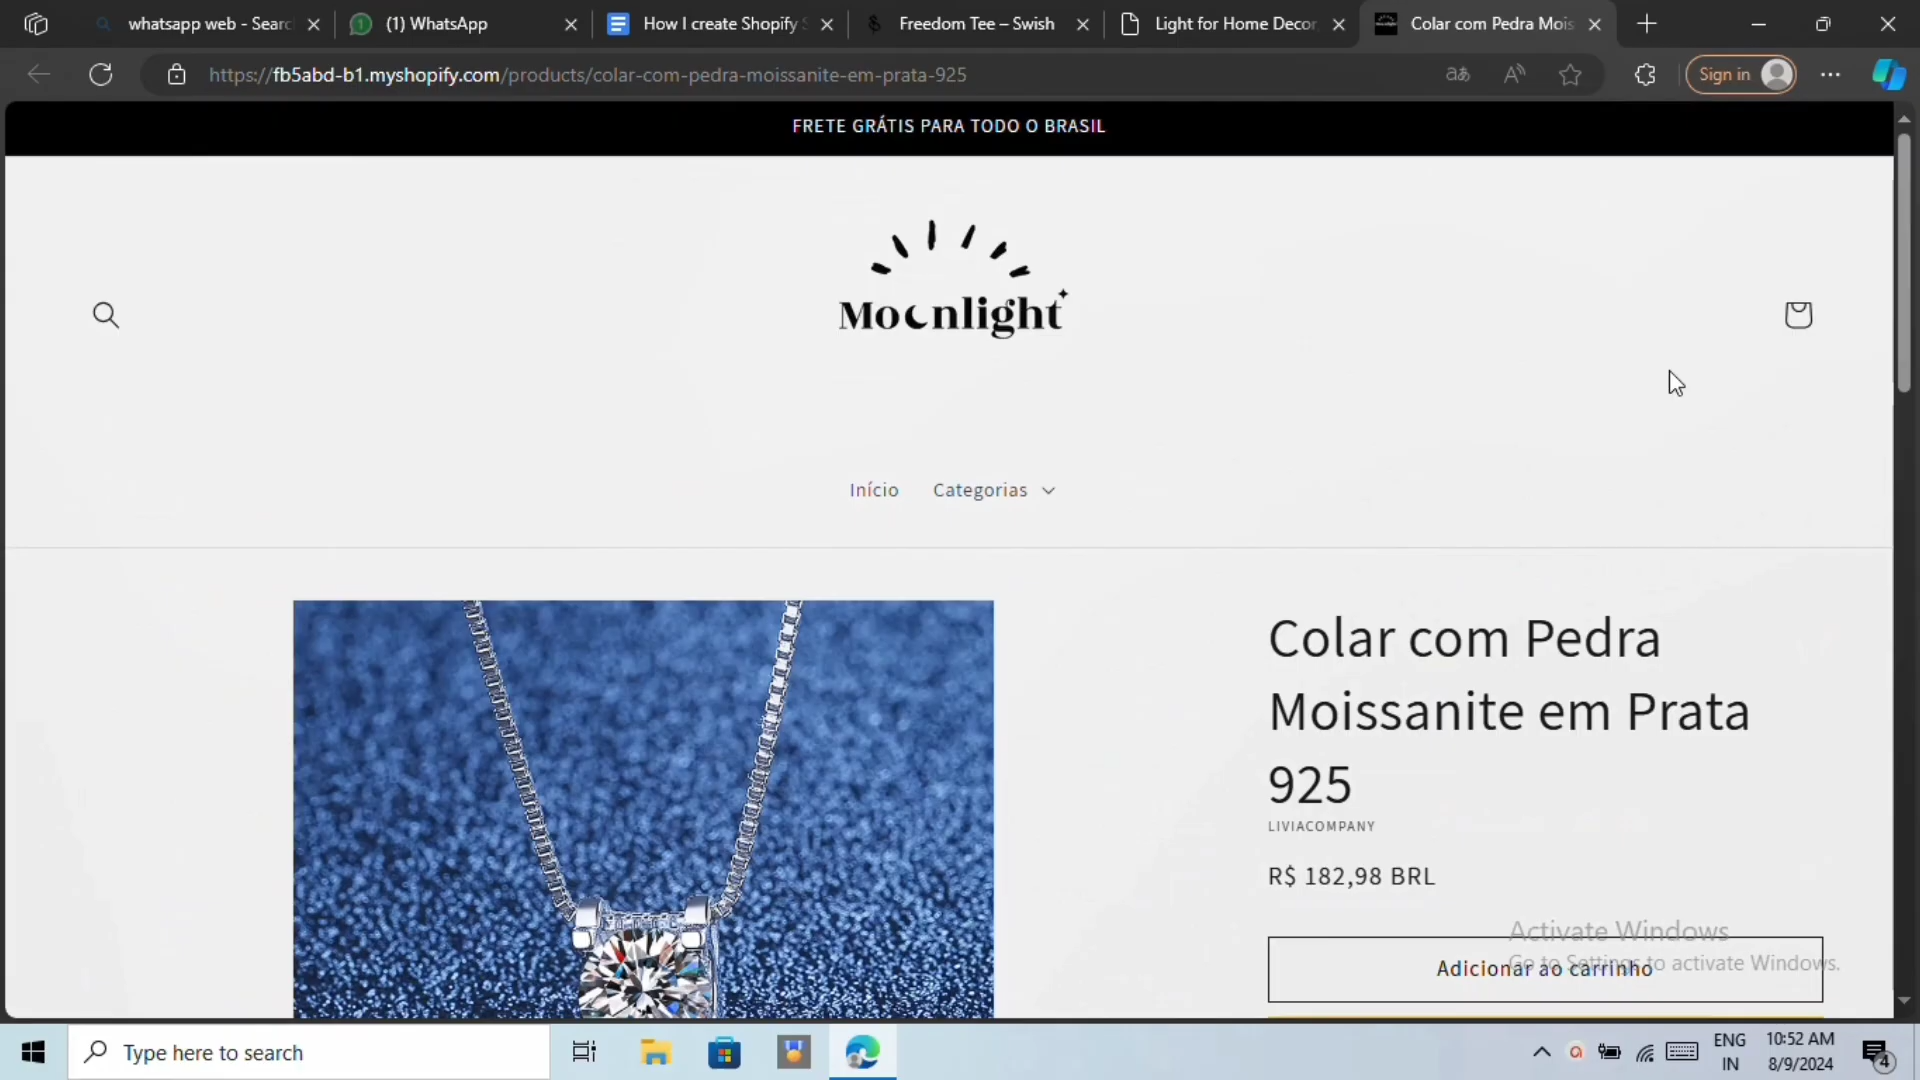 whatsapp web - Searc
(1) WhatsApp
How I create Shopify S
Freedom Tee – Swish
Light for Home Decor
Colar com Pedra Mois
https://fb5abd-b1.myshopify.com/products/colar-com-pedra-moissanite-em-prata-925
Sign in
FRETE GRÁTIS PARA TODO O BRASIL
Moonlight
Início Categorias
Colar com Pedra
Moissanite em Prata
925
LIVIACOMPANY
R$ 182,98 BRL
Adicionar ao carrinho
Activate Windows
Go to Settings to activate Windows.
Type here to search
ENG
IN
10:52 AM
8/9/2024
4